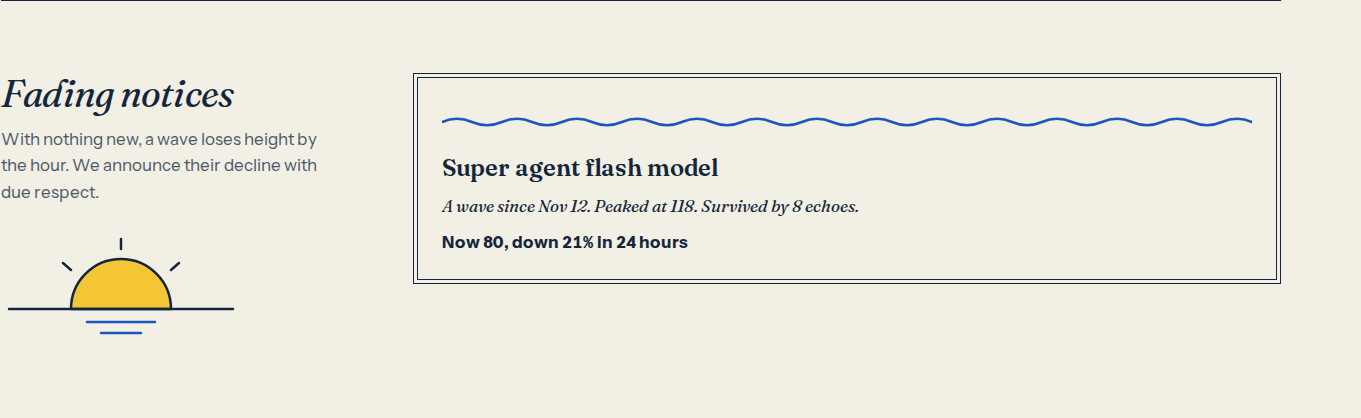 Fading notices
With nothing new, a wave loses height by
the hour. We announce their decline with
due respect.
Super agent flash model
A wave since Nov 12. Peaked at 118. Survived by 8 echoes.
Now 80, down 21% in 24 hours